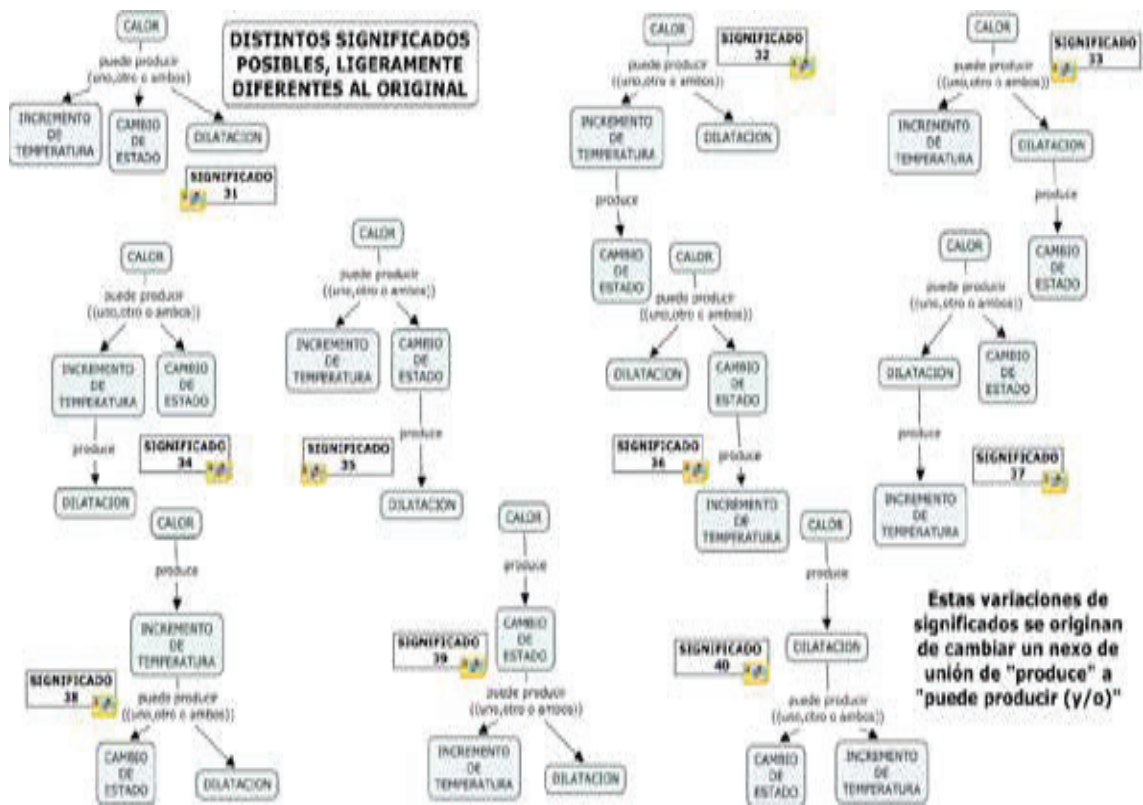 CALOR
puede producir
((uno,otro o ambos)
INCREMENTO
DE
TEMPERATURA
CAMBIO
DE
ESTADO
DILATACION
SIGNIFICADO
31
DISTINTOS SIGNIFICADOS
POSIBLES, LIGERAMENTE
DIFERENTES AL ORIGINAL
CALOR
puede producir
((uno,otro o ambos))
INCREMENTO
DE
TEMPERATURA
DILATACION
produce
CAMBIO
DE
ESTADO
SIGNIFICADO
32
CALOR
puede producir
((uno,otro o ambos))
INCREMENTO
DE
TEMPERATURA
DILATACION
produce
CAMBIO
DE
ESTADO
SIGNIFICADO
33
CALOR
puede producir
((uno,otro o ambos))
INCREMENTO
DE
TEMPERATURA
CAMBIO
DE
ESTADO
produce
DILATACION
SIGNIFICADO
34
CALOR
puede producir
((uno,otro o ambos))
INCREMENTO
DE
TEMPERATURA
CAMBIO
DE
ESTADO
produce
DILATACION
SIGNIFICADO
35
CALOR
puede producir
((uno,otro o ambos))
DILATACION
CAMBIO
DE
ESTADO
produce
INCREMENTO
DE
TEMPERATURA
SIGNIFICADO
36
CALOR
puede producir
((uno,otro o ambos))
DILATACION
CAMBIO
DE
ESTADO
produce
INCREMENTO
DE
TEMPERATURA
SIGNIFICADO
37
CALOR
produce
INCREMENTO
DE
TEMPERATURA
puede producir
((uno,otro o ambos))
CAMBIO
DE
ESTADO
DILATACION
SIGNIFICADO
38
CALOR
produce
CAMBIO
DE
ESTADO
puede producir
((uno,otro o ambos))
INCREMENTO
DE
TEMPERATURA
DILATACION
SIGNIFICADO
39
CALOR
produce
DILATACION
puede producir
((uno,otro o ambos))
CAMBIO
DE
ESTADO
INCREMENTO
DE
TEMPERATURA
SIGNIFICADO
40
Estas variaciones de
significados se originan
de cambiar un nexo de
unión de "produce" a
"puede producir (y/o)"